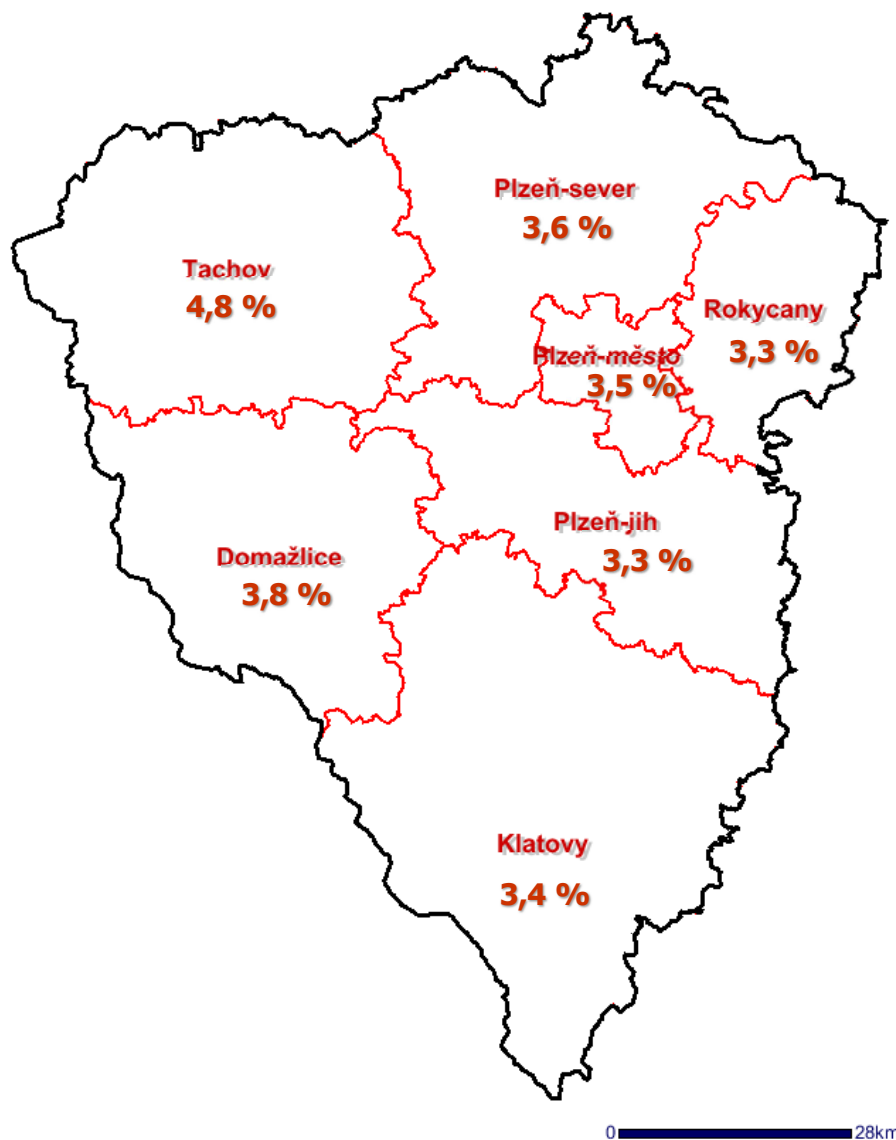 Plzeň-sever
3,6 %
Tachov
4,8 %
Rokycany
3,3 %
Plzeň-město
3,5 %
Plzeň-jih
3,3 %
Domažlice
3,8 %
Klatovy
3,4 %
0 28km